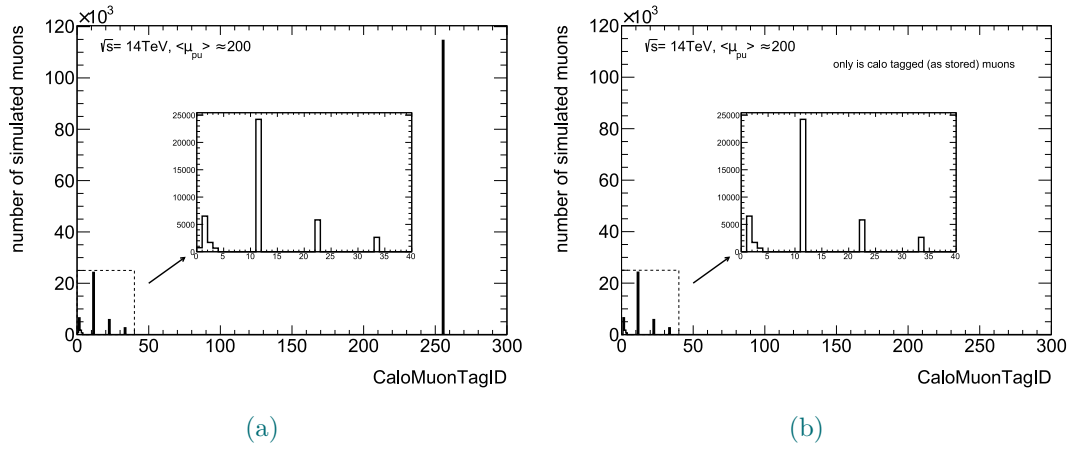 ×10³
120
100
80
60
40
20
0
number of simulated muons
√s= 14TeV, <μ_pu> ≈200
25000
20000
15000
10000
5000
0
0 5 10 15 20 25 30 35 40
0 50 100 150 200 250 300
CaloMuonTagID
(a)
×10³
120
100
80
60
40
20
0
number of simulated muons
√s= 14TeV, <μ_pu> ≈200
only is calo tagged (as stored) muons
25000
20000
15000
10000
5000
0
0 5 10 15 20 25 30 35 40
0 50 100 150 200 250 300
CaloMuonTagID
(b)